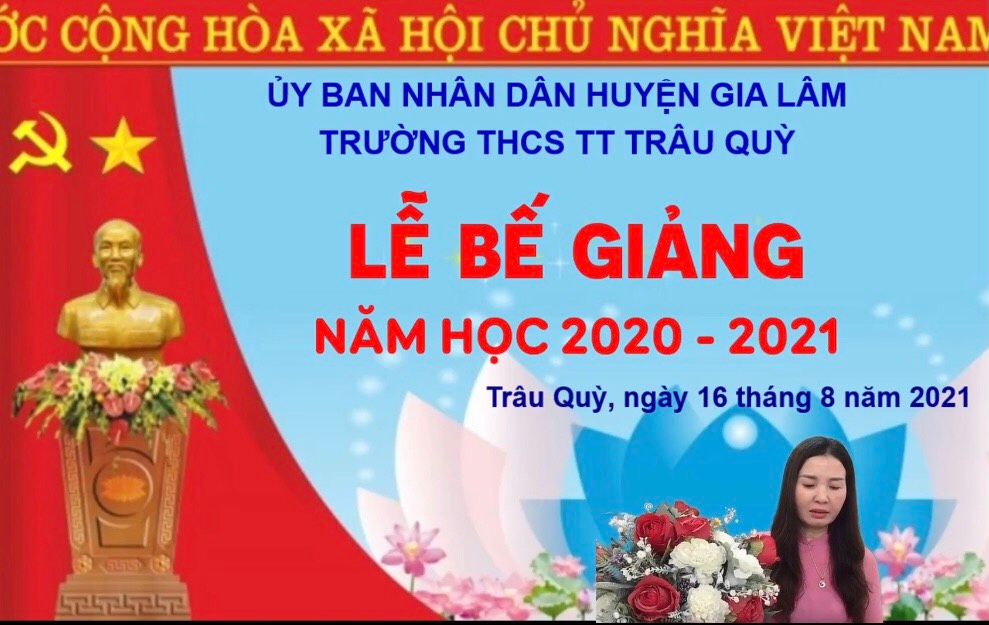 ỚC CỘNG HÒA XÃ HỘI CHỦ NGHĨA VIỆT NAM
ỦY BAN NHÂN DÂN HUYỆN GIA LÂM
TRƯỜNG THCS TT TRÂU QUỲ
LỄ BẾ GIẢNG
NĂM HỌC 2020 - 2021
Trâu Quỳ, ngày 16 tháng 8 năm 2021